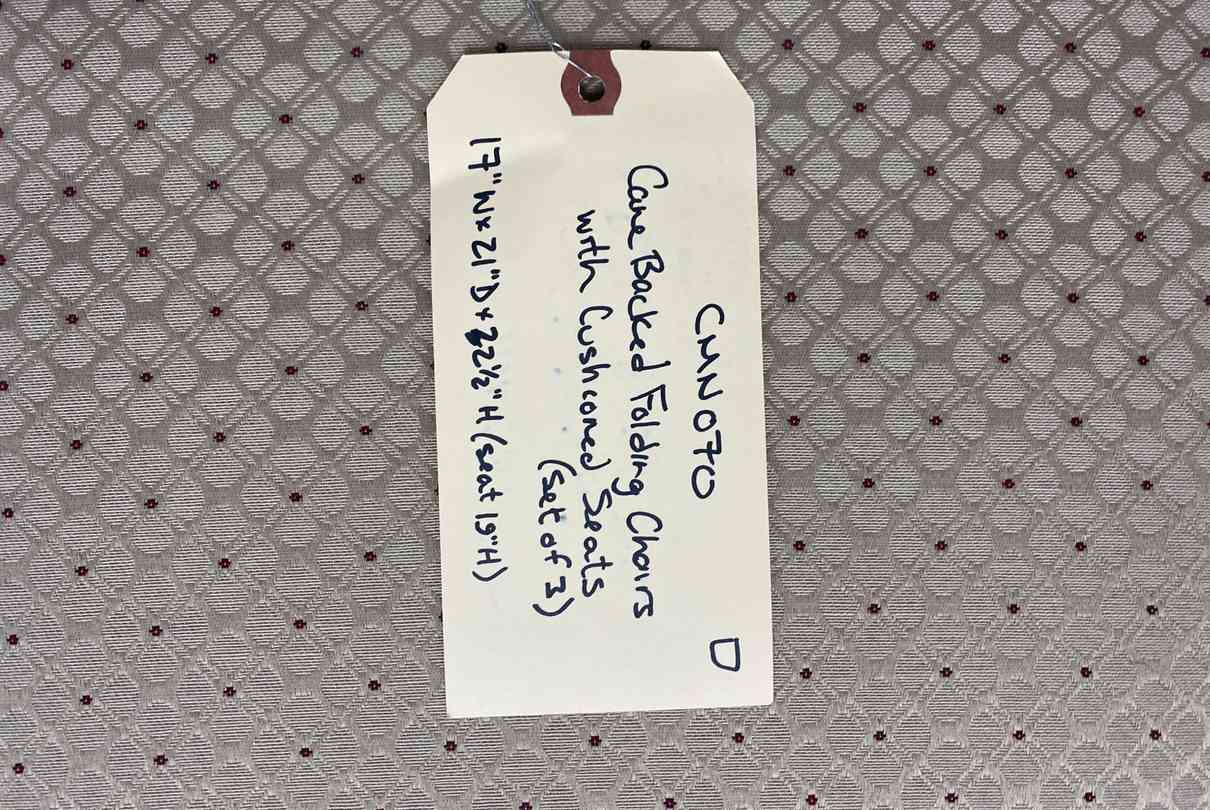 CMN070
Cane Backed Folding Chairs
with Cushioned Seats
(Set of 3)
17"W x 21"D x 32½"H (seat 19"H)
D